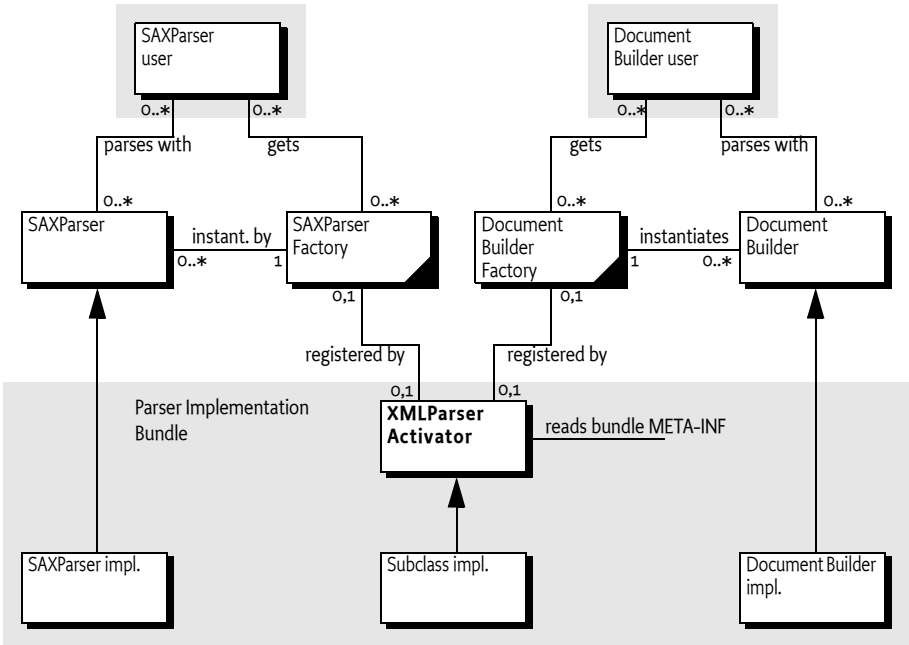 SAXParser
user
Document
Builder user
0..*
0..*
0..*
0..*
parses with
gets
gets
parses with
0..*
0..*
0..*
0..*
SAXParser
SAXParser
Factory
Document
Builder
Factory
Document
Builder
instant. by
0..*
1
instantiates
1
0..*
0,1
0,1
registered by
registered by
0,1
0,1
Parser Implementation
Bundle
XMLParser
Activator
reads bundle META-INF
SAXParser impl.
Subclass impl.
Document Builder
impl.